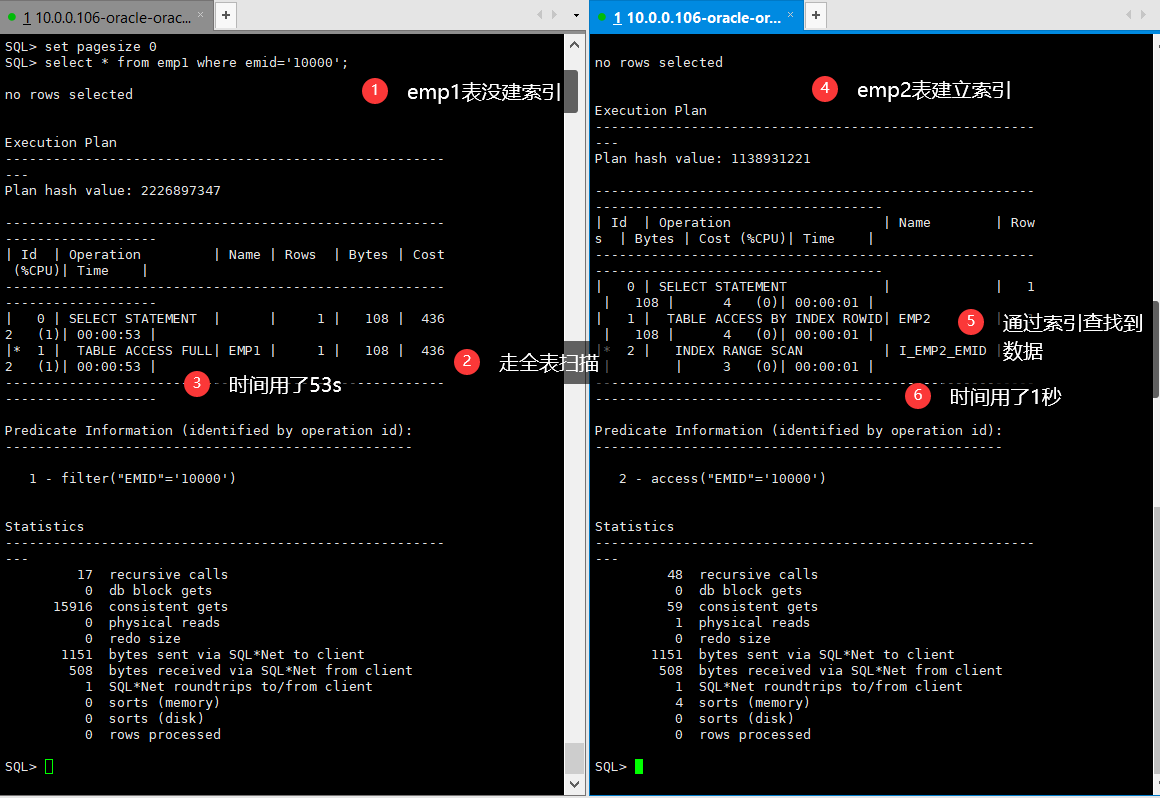 1 10.0.0.106-oracle-orac...
SQL> set pagesize 0
SQL> select * from emp1 where emid='10000';
no rows selected
1 emp1表没建索引
Execution Plan
--------------------------------------------------------
---
Plan hash value: 2226897347
--------------------------------------------------------
-------------------
| Id  | Operation         | Name | Rows  | Bytes | Cost
 (%CPU)| Time    |
--------------------------------------------------------
-------------------
|   0 | SELECT STATEMENT  |      |     1 |   108 |  436
2   (1)| 00:00:53 |
|*  1 |  TABLE ACCESS FULL| EMP1 |     1 |   108 |  436
2   (1)| 00:00:53 |
2 走全表扫描
3 时间用了53s
--------------------------------------------------------
-------------------
Predicate Information (identified by operation id):
---------------------------------------------------
1 - filter("EMID"='10000')
Statistics
--------------------------------------------------------
---
17  recursive calls
0  db block gets
15916  consistent gets
0  physical reads
0  redo size
1151  bytes sent via SQL*Net to client
508  bytes received via SQL*Net from client
1  SQL*Net roundtrips to/from client
0  sorts (memory)
0  sorts (disk)
0  rows processed
SQL>
1 10.0.0.106-oracle-or...
no rows selected
4 emp2表建立索引
Execution Plan
--------------------------------------------------------
---
Plan hash value: 1138931221
--------------------------------------------------------
------------------------------------
| Id  | Operation                   | Name         | Row
s  | Bytes | Cost (%CPU)| Time    |
--------------------------------------------------------
------------------------------------
|   0 | SELECT STATEMENT            |              |   1
 |   108 |      4   (0)| 00:00:01 |
|   1 |  TABLE ACCESS BY INDEX ROWID| EMP2
 |   108 |      4   (0)| 00:00:01 |
|*  2 |   INDEX RANGE SCAN          | I_EMP2_EMID |
 |       |      3   (0)| 00:00:01 |
5 通过索引查找到
数据
--------------------------------------------------------
------------------------------------
6 时间用了1秒
Predicate Information (identified by operation id):
---------------------------------------------------
2 - access("EMID"='10000')
Statistics
--------------------------------------------------------
---
48  recursive calls
0  db block gets
59  consistent gets
1  physical reads
0  redo size
1151  bytes sent via SQL*Net to client
508  bytes received via SQL*Net from client
1  SQL*Net roundtrips to/from client
4  sorts (memory)
0  sorts (disk)
0  rows processed
SQL>